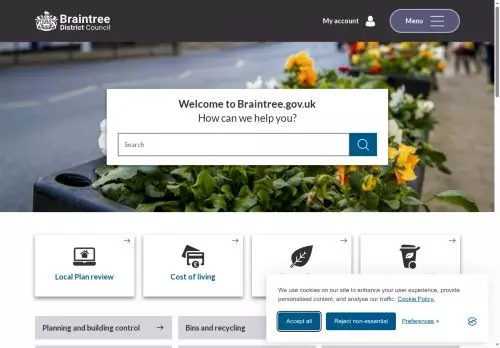 Braintree
District Council
My account
Menu
Welcome to Braintree.gov.uk
How can we help you?
Search
Local Plan review
Cost of living
We use cookies on our site to enhance your user experience, provide
personalised content, and analyse our traffic. Cookie Policy.
Accept all
Reject non-essential
Preferences >
Planning and building control
Bins and recycling